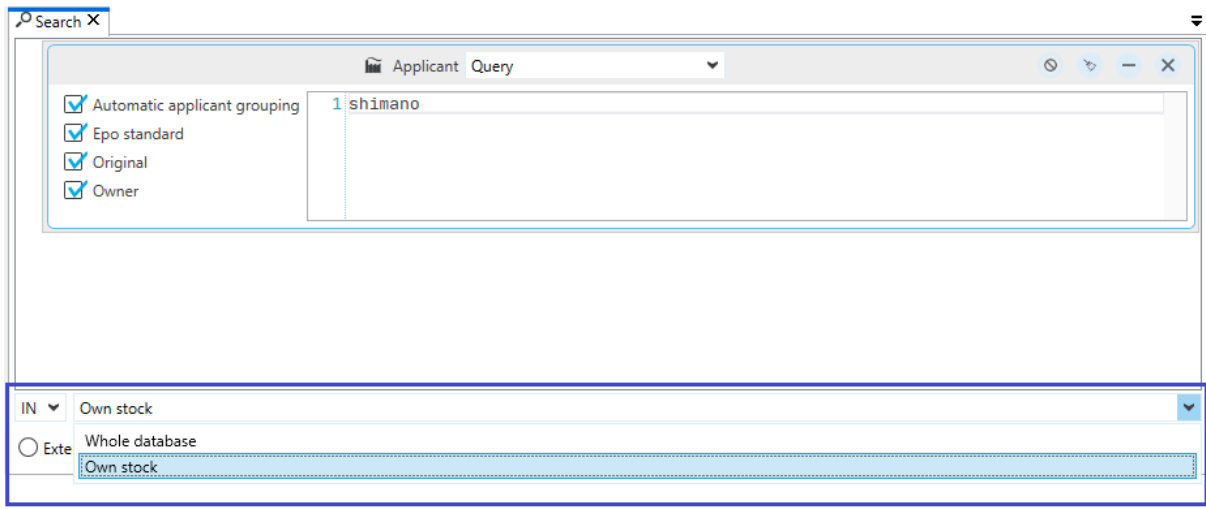 Search
Applicant Query
Automatic applicant grouping
Epo standard
Original
Owner
1 shimano
IN Own stock
Exte
Whole database
Own stock